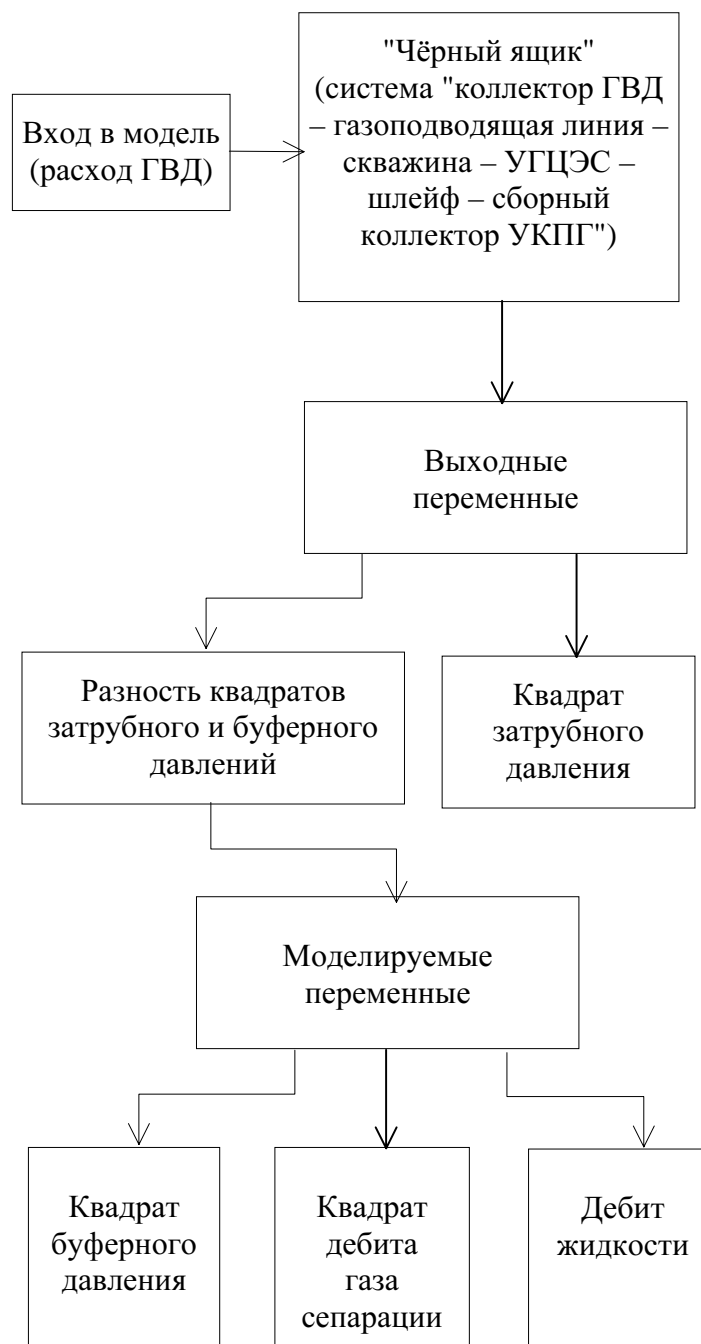 "Чёрный ящик"
(система "коллектор ГВД
– газоподводящая линия –
скважина – УГЦЭС –
шлейф – сборный
коллектор УКПГ")
Вход в модель
(расход ГВД)
Выходные
переменные
Разность квадратов
затрубного и буферного
давлений
Квадрат
затрубного
давления
Моделируемые
переменные
Квадрат
буферного
давления
Квадрат
дебита
газа
сепарации
Дебит
жидкости